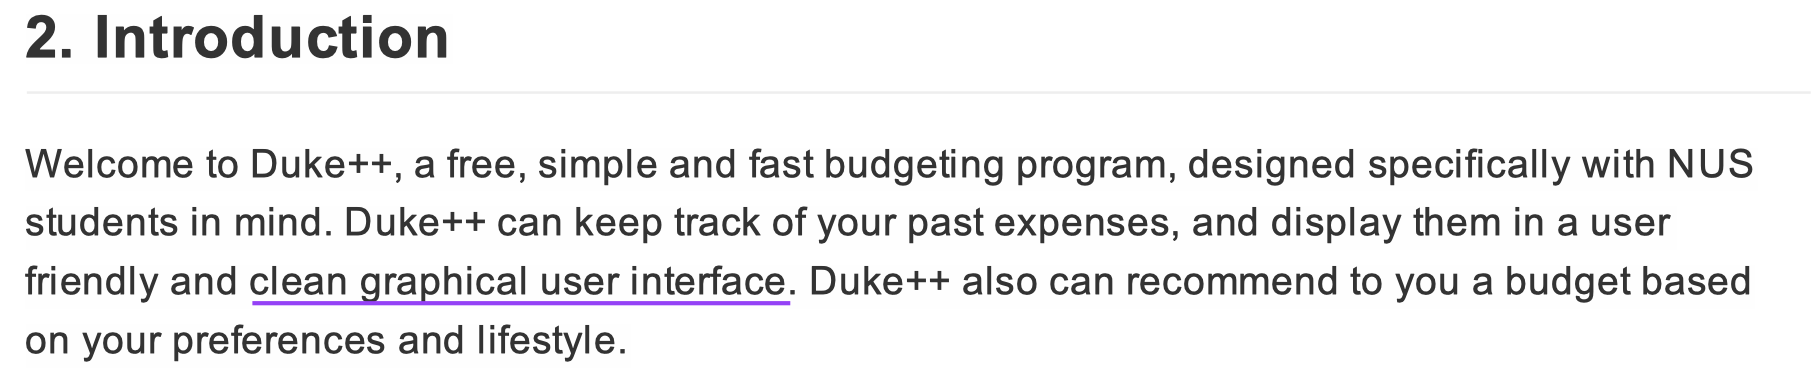 2. Introduction
Welcome to Duke++, a free, simple and fast budgeting program, designed specifically with NUS
students in mind. Duke++ can keep track of your past expenses, and display them in a user
friendly and clean graphical user interface. Duke++ also can recommend to you a budget based
on your preferences and lifestyle.